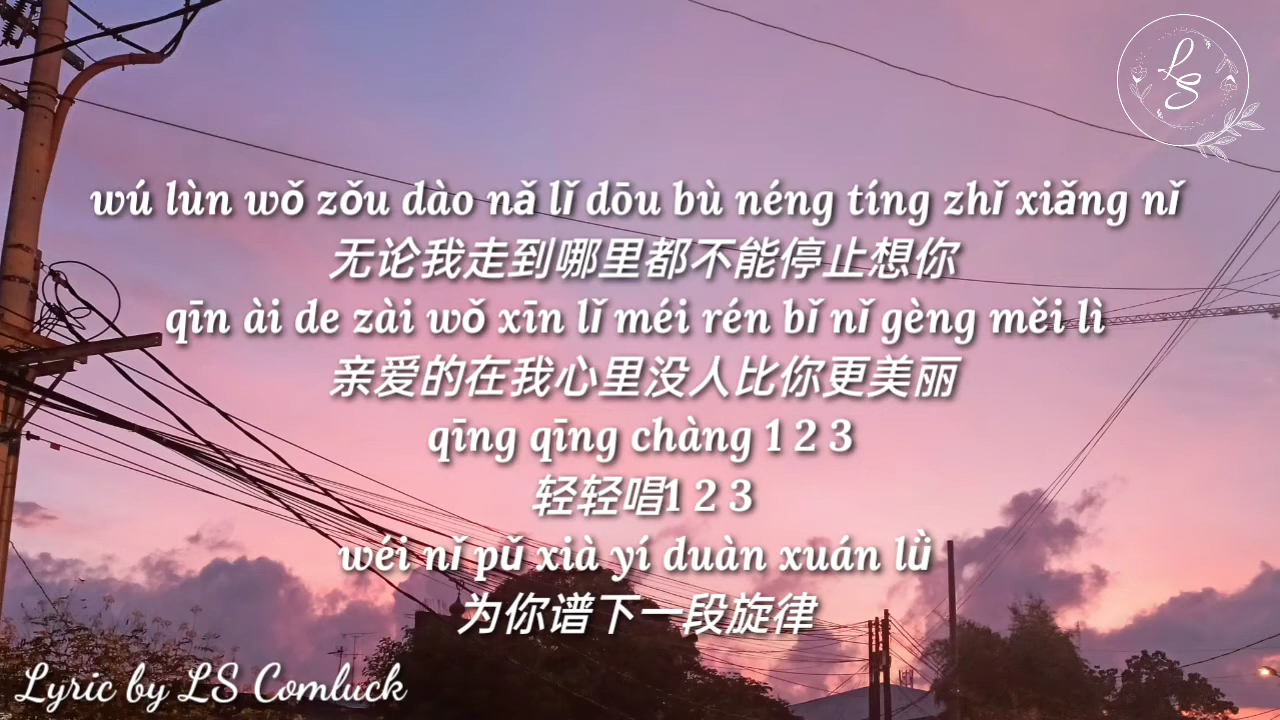 LS
wú lùn wǒ zǒu dào nǎ lǐ dōu bù néng tíng zhǐ xiǎng nǐ
无论我走到哪里都不能停止想你
qīn ài de zài wǒ xīn lǐ méi rén bǐ nǐ gèng měi lì
亲爱的在我心里没人比你更美丽
qīng qīng chàng 1 2 3
轻轻唱1 2 3
wéi nǐ pǔ xià yí duàn xuán lǜ
为你谱下一段旋律
Lyric by LS Comluck